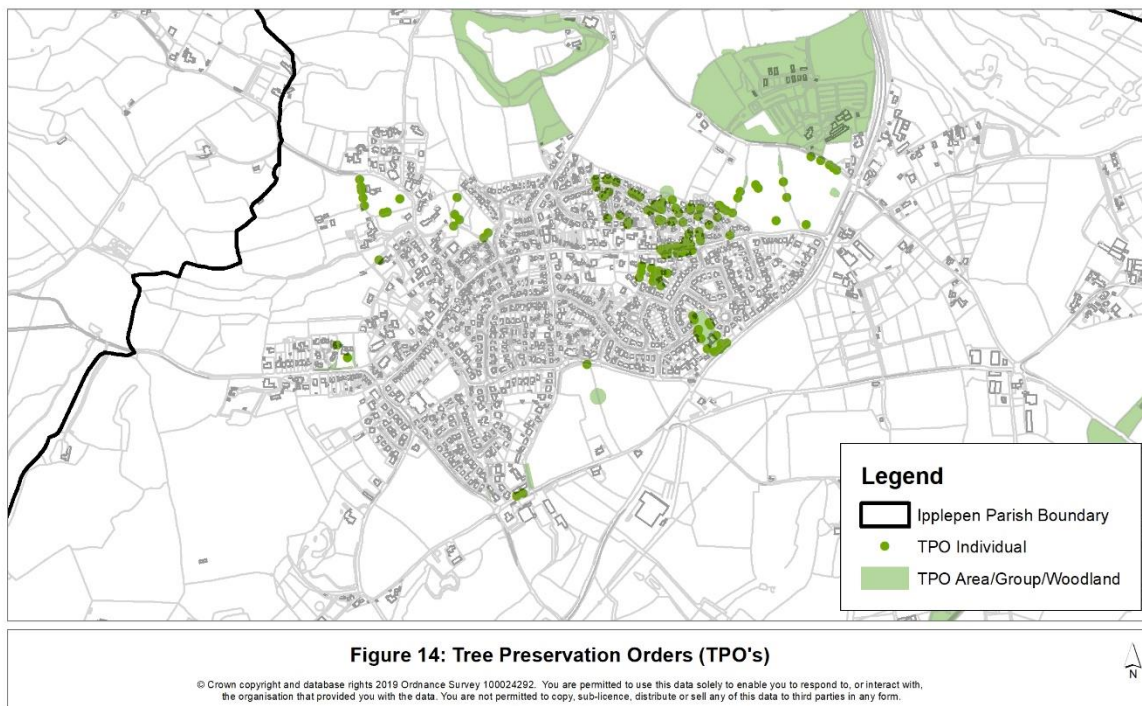 Legend
Ipplepen Parish Boundary
TPO Individual
TPO Area/Group/Woodland
Figure 14: Tree Preservation Orders (TPO's)
© Crown copyright and database rights 2019 Ordnance Survey 100024292. You are permitted to use this data solely to enable you to respond to, or interact with,
the organisation that provided you with the data. You are not permitted to copy, sub-licence, distribute or sell any of this data to third parties in any form.
N